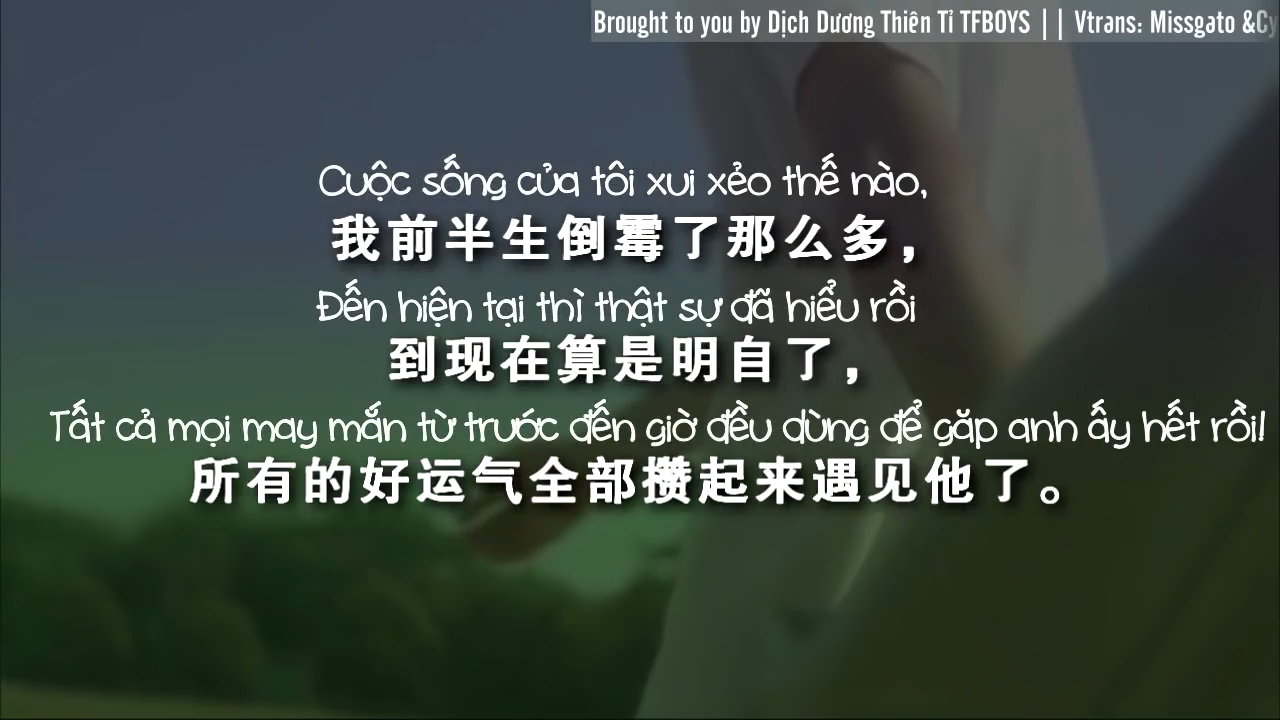 Brought to you by Dịch Dương Thiên Tỉ TFBOYS || Vtrans: Missgato &Cy
Cuộc sống của tôi xui xẻo thế nào,
我前半生倒霉了那么多，
Đến hiện tại thì thật sự đã hiểu rồi
到现在算是明自了，
Tất cả mọi may mắn từ trước đến giờ đều dùng để gặp anh ấy hết rồi!
所有的好运气全部攒起来遇见他了。